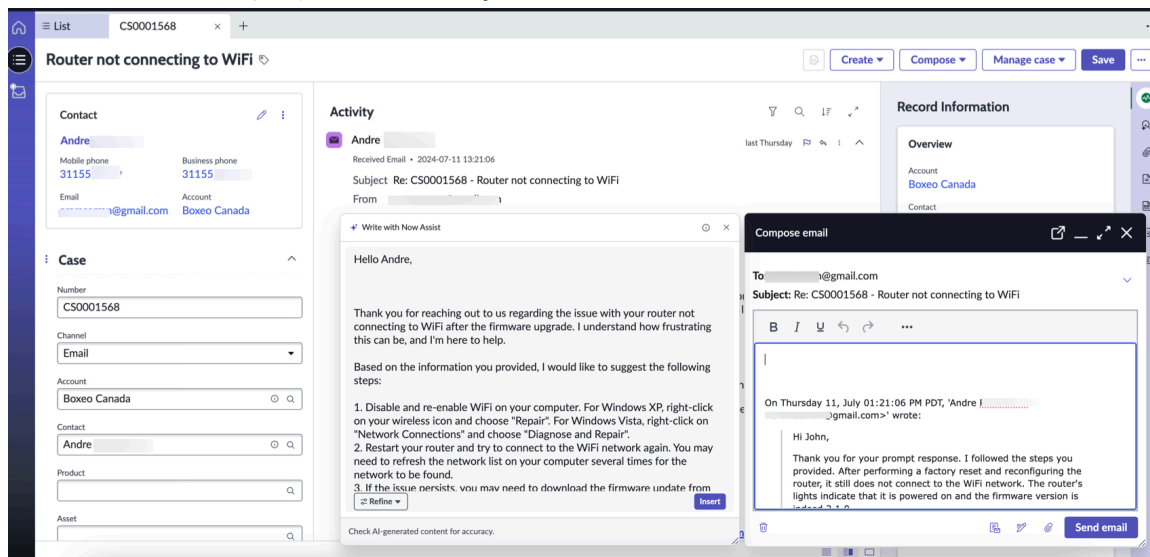 List
CS0001568
Router not connecting to WiFi
Create
Compose
Manage case
Save
Contact
Andre
Mobile phone
Business phone
31155
31155
Email
Account
@gmail.com
Boxeo Canada
Case
Number
CS0001568
Channel
Email
Account
Boxeo Canada
Contact
Andre
Product
Asset
Activity
Andre
last Thursday
Received Email • 2024-07-11 13:21:06
Subject Re: CS0001568 - Router not connecting to WiFi
From
Write with Now Assist
Hello Andre,
Thank you for reaching out to us regarding the issue with your router not
connecting to WiFi after the firmware upgrade. I understand how frustrating
this can be, and I'm here to help.
Based on the information you provided, I would like to suggest the following
steps:
1. Disable and re-enable WiFi on your computer. For Windows XP, right-click
on your wireless icon and choose "Repair". For Windows Vista, right-click on
"Network Connections" and choose "Diagnose and Repair".
2. Restart your router and try to connect to the WiFi network again. You may
need to refresh the network list on your computer several times for the
network to be found.
3. If the issue persists, you may need to download the firmware update from
Refine
Insert
Check AI-generated content for accuracy.
Record Information
Overview
Account
Boxeo Canada
Contact
Compose email
To: @gmail.com
Subject: Re: CS0001568 - Router not connecting to WiFi
B I U
On Thursday 11, July 01:21:06 PM PDT, 'Andre
@gmail.com>' wrote:
Hi John,
Thank you for your prompt response. I followed the steps you
provided. After performing a factory reset and reconfiguring the
router, it still does not connect to the WiFi network. The router's
lights indicate that it is powered on and the firmware version is
Send email